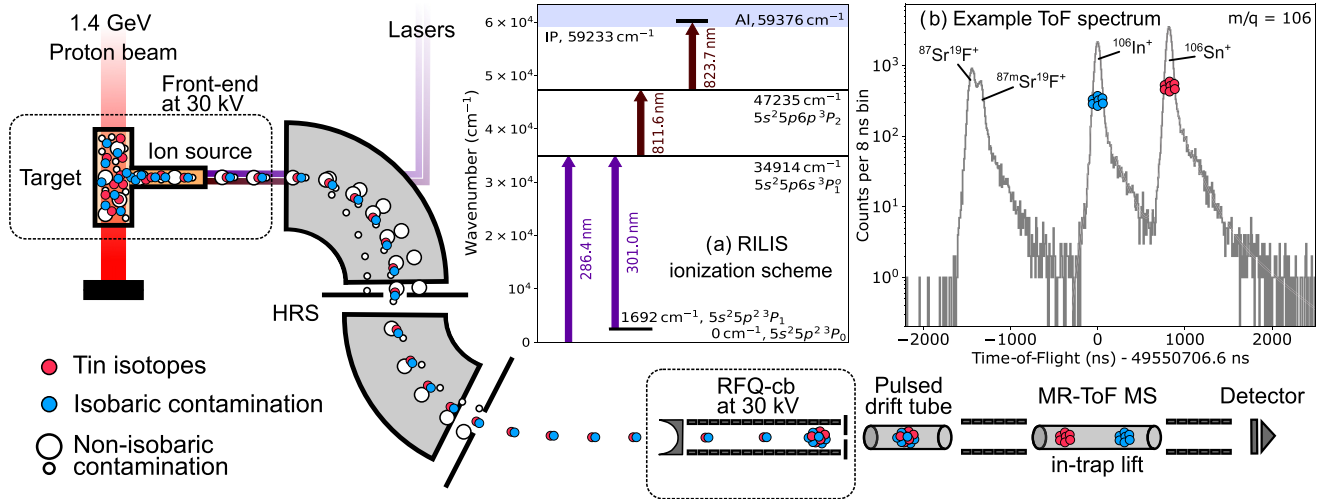 1.4 GeV
Proton beam
Lasers
Front-end
at 30 kV
Ion source
Target
HRS
Tin isotopes
Isobaric contamination
Non-isobaric
contamination
Wavenumber (cm⁻¹)
6 × 10⁴
5 × 10⁴
4 × 10⁴
3 × 10⁴
2 × 10⁴
10⁴
0
AI, 59376 cm⁻¹
IP, 59233 cm⁻¹
823.7 nm
47235 cm⁻¹
5s²5p6p ³P₂
811.6 nm
34914 cm⁻¹
5s²5p6s ³P₁ᵒ
286.4 nm
301.0 nm
(a) RILIS
ionization scheme
1692 cm⁻¹, 5s²5p² ³P₁
0 cm⁻¹, 5s²5p² ³P₀
(b) Example ToF spectrum
m/q = 106
⁸⁷Sr¹⁹F⁺
⁸⁷ᵐSr¹⁹F⁺
¹⁰⁶In⁺
¹⁰⁶Sn⁺
Counts per 8 ns bin
10³
10²
10¹
10⁰
−2000
−1000
0
1000
2000
Time-of-Flight (ns) - 49550706.6 ns
RFQ-cb
at 30 kV
Pulsed
drift tube
MR-ToF MS
in-trap lift
Detector